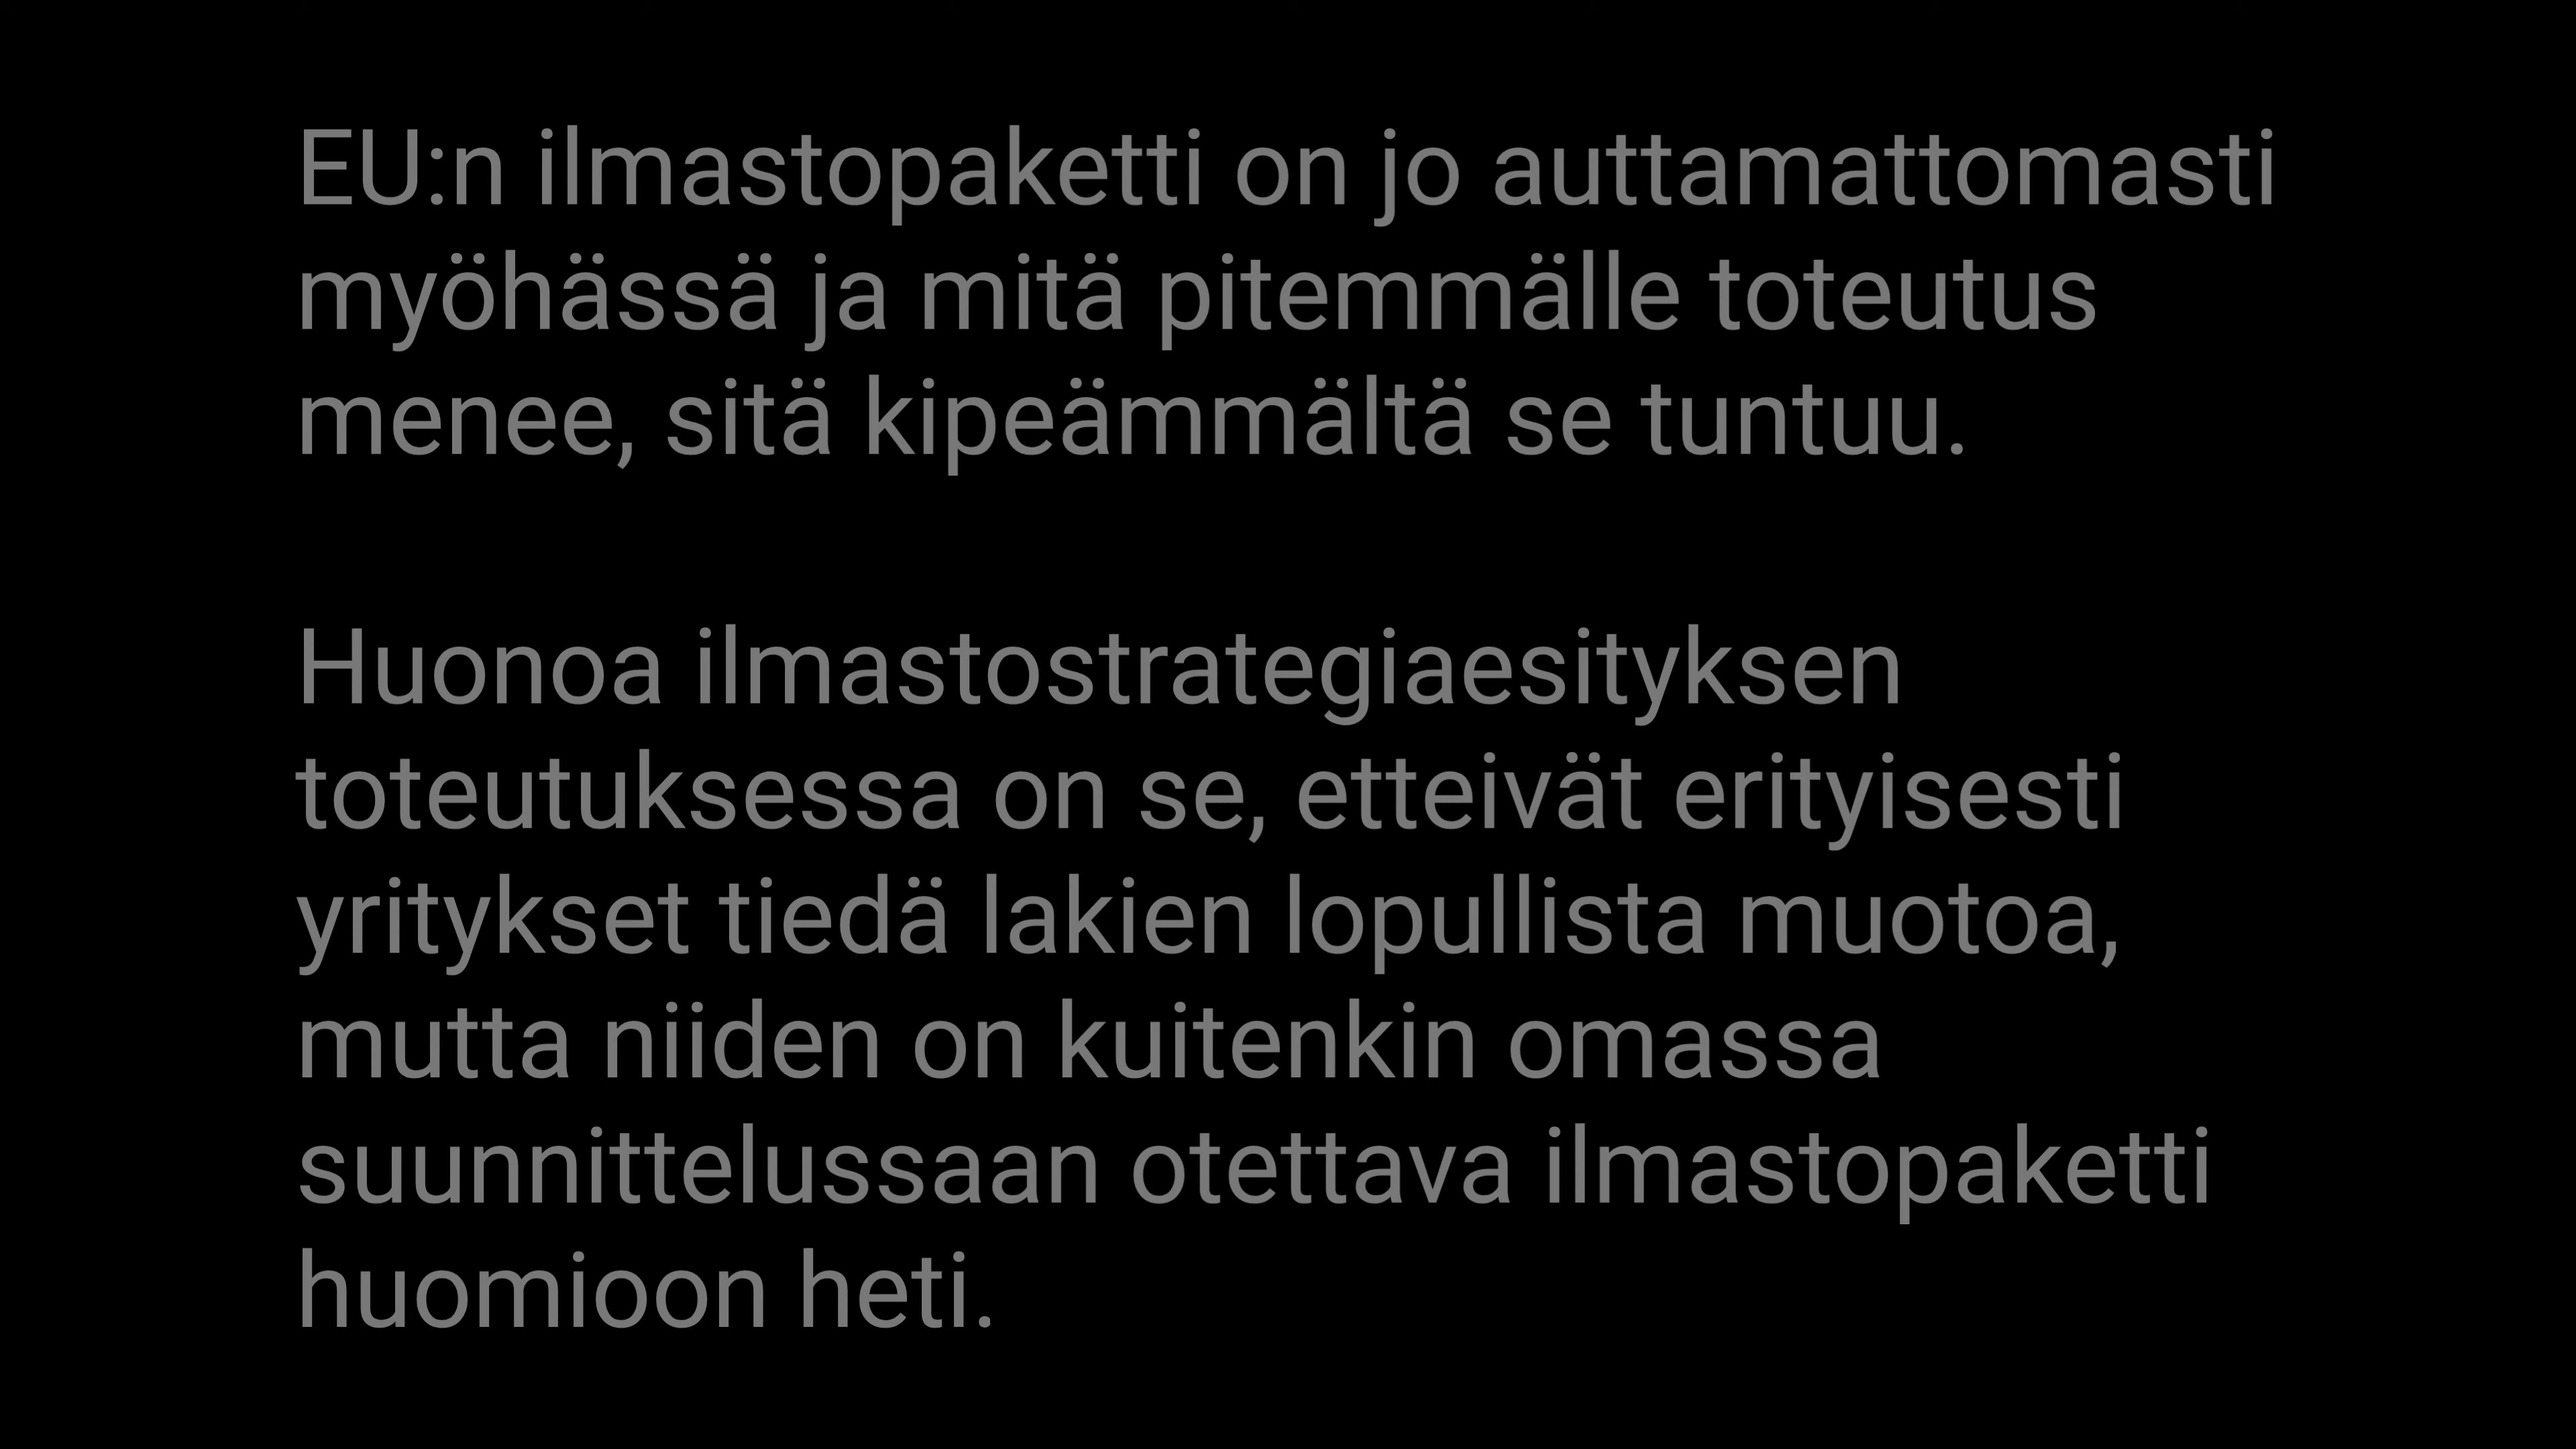 EU:n ilmastopaketti on jo auttamattomasti
myöhässä ja mitä pitemmälle toteutus
menee, sitä kipeämmältä se tuntuu.
Huonoa ilmastostrategiaesityksen
toteutuksessa on se, etteivät erityisesti
yritykset tiedä lakien lopullista muotoa,
mutta niiden on kuitenkin omassa
suunnittelussaan otettava ilmastopaketti
huomioon heti.